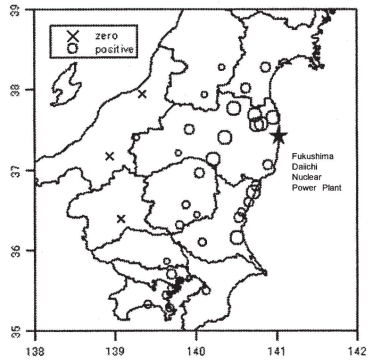 39
× zero
○ positive
38
37
Fukushima
Daiichi
Nuclear
Power Plant
36
35
138 139 140 141 142